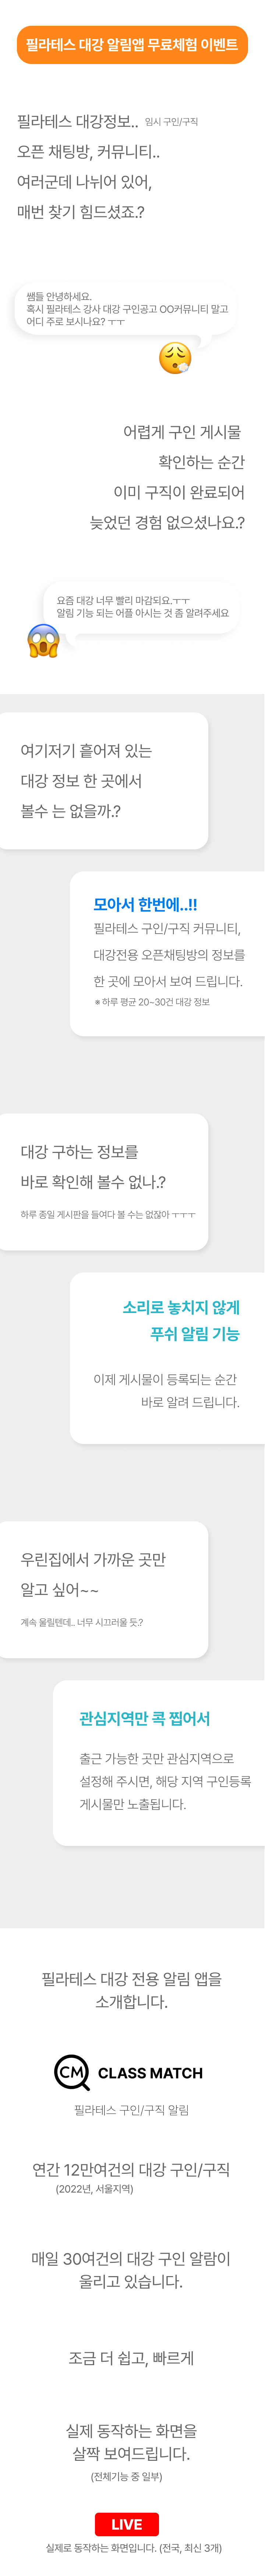 필라테스 대강 알림앱 무료체험 이벤트
필라테스 대강정보.. 임시 구인/구직
오픈 채팅방, 커뮤니티..
여러군데 나뉘어 있어,
매번 찾기 힘드셨죠.?
쌤들 안녕하세요.
혹시 필라테스 강사 대강 구인공고 OO커뮤니티 말고
어디 주로 보시나요? ㅜㅜ
어렵게 구인 게시물
확인하는 순간
이미 구직이 완료되어
늦었던 경험 없으셨나요.?
요즘 대강 너무 빨리 마감되요.ㅜㅜ
알림 기능 되는 어플 아시는 것 좀 알려주세요
여기저기 흩어져 있는
대강 정보 한 곳에서
볼수 는 없을까.?
모아서 한번에..!!
필라테스 구인/구직 커뮤니티,
대강전용 오픈채팅방의 정보를
한 곳에 모아서 보여 드립니다.
※ 하루 평균 20~30건 대강 정보
대강 구하는 정보를
바로 확인해 볼수 없나.?
하루 종일 게시판을 들여다 볼 수는 없잖아 ㅜㅜㅜ
소리로 놓치지 않게
푸쉬 알림 기능
이제 게시물이 등록되는 순간
바로 알려 드립니다.
우린집에서 가까운 곳만
알고 싶어~~
계속 울릴텐데.. 너무 시끄러울 듯.?
관심지역만 콕 찝어서
출근 가능한 곳만 관심지역으로
설정해 주시면, 해당 지역 구인등록
게시물만 노출됩니다.
필라테스 대강 전용 알림 앱을
소개합니다.
CM CLASS MATCH
필라테스 구인/구직 알림
연간 12만여건의 대강 구인/구직
(2022년, 서울지역)
매일 30여건의 대강 구인 알람이
울리고 있습니다.
조금 더 쉽고, 빠르게
실제 동작하는 화면을
살짝 보여드립니다.
(전체기능 중 일부)
LIVE
실제로 동작하는 화면입니다. (전국, 최신 3개)